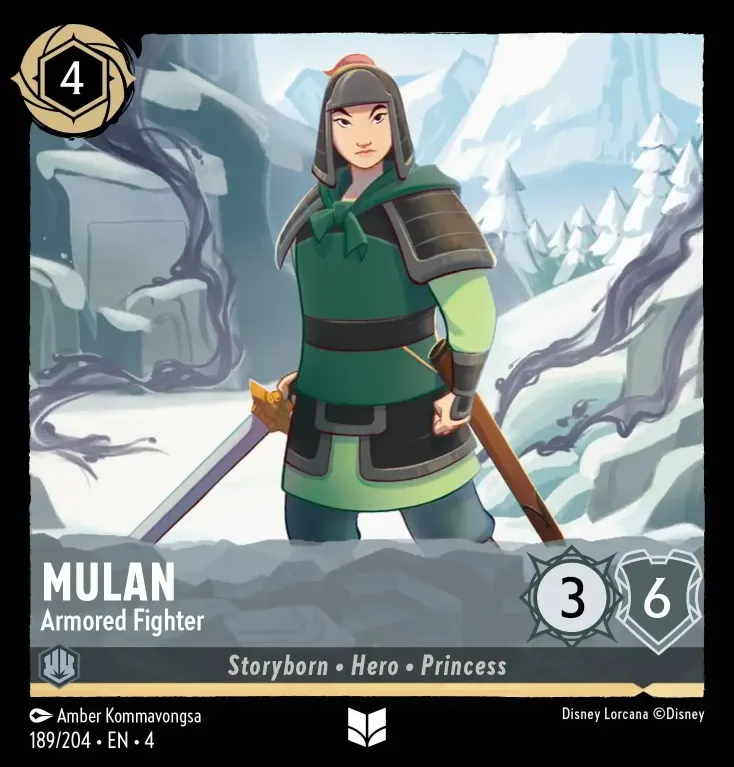 4
MULAN
Armored Fighter
3
6
Storyborn • Hero • Princess
Amber Kommavongsa
Disney Lorcana ©Disney
189/204 • EN • 4